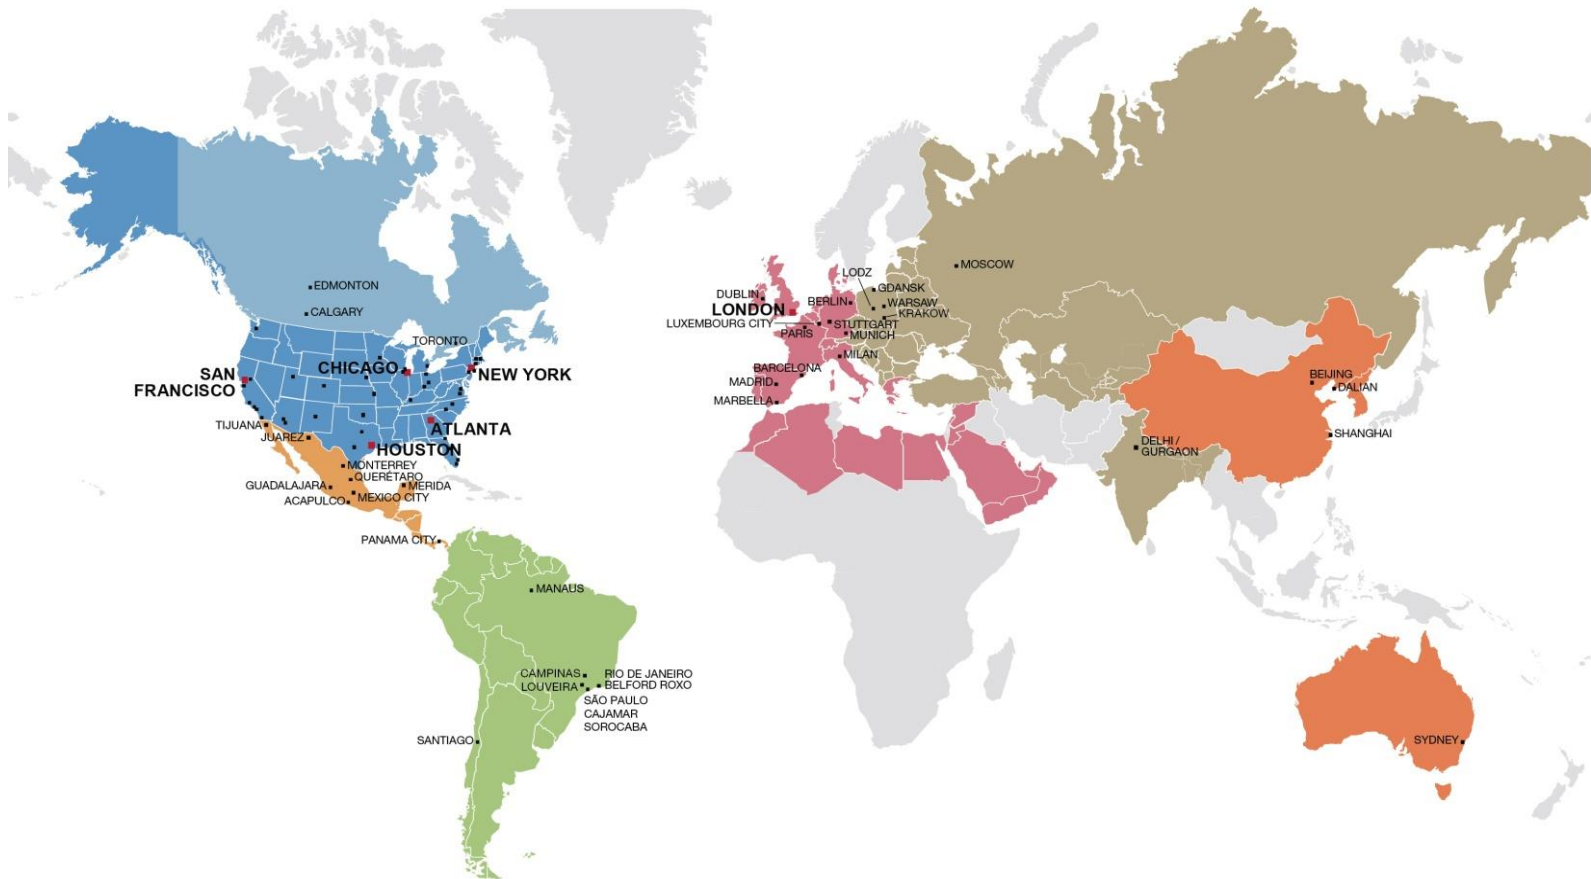 EDMONTON
CALGARY
TORONTO
SAN
FRANCISCO
CHICAGO
NEW YORK
ATLANTA
HOUSTON
TIJUANA
JUAREZ
MONTERREY
QUERÉTARO
GUADALAJARA
MERIDA
ACAPULCO
MEXICO CITY
PANAMA CITY
MANAUS
CAMPINAS
RIO DE JANEIRO
LOUVEIRA
BELFORD ROXO
SÃO PAULO
CAJAMAR
SOROCABA
SANTIAGO
DUBLIN
LONDON
LUXEMBOURG CITY
PARIS
BERLIN
LODZ
GDANSK
WARSAW
KRAKOW
STUTTGART
MUNICH
MILAN
BARCELONA
MADRID
MARBELLA
MOSCOW
DELHI /
GURGAON
BEIJING
DALIAN
SHANGHAI
SYDNEY